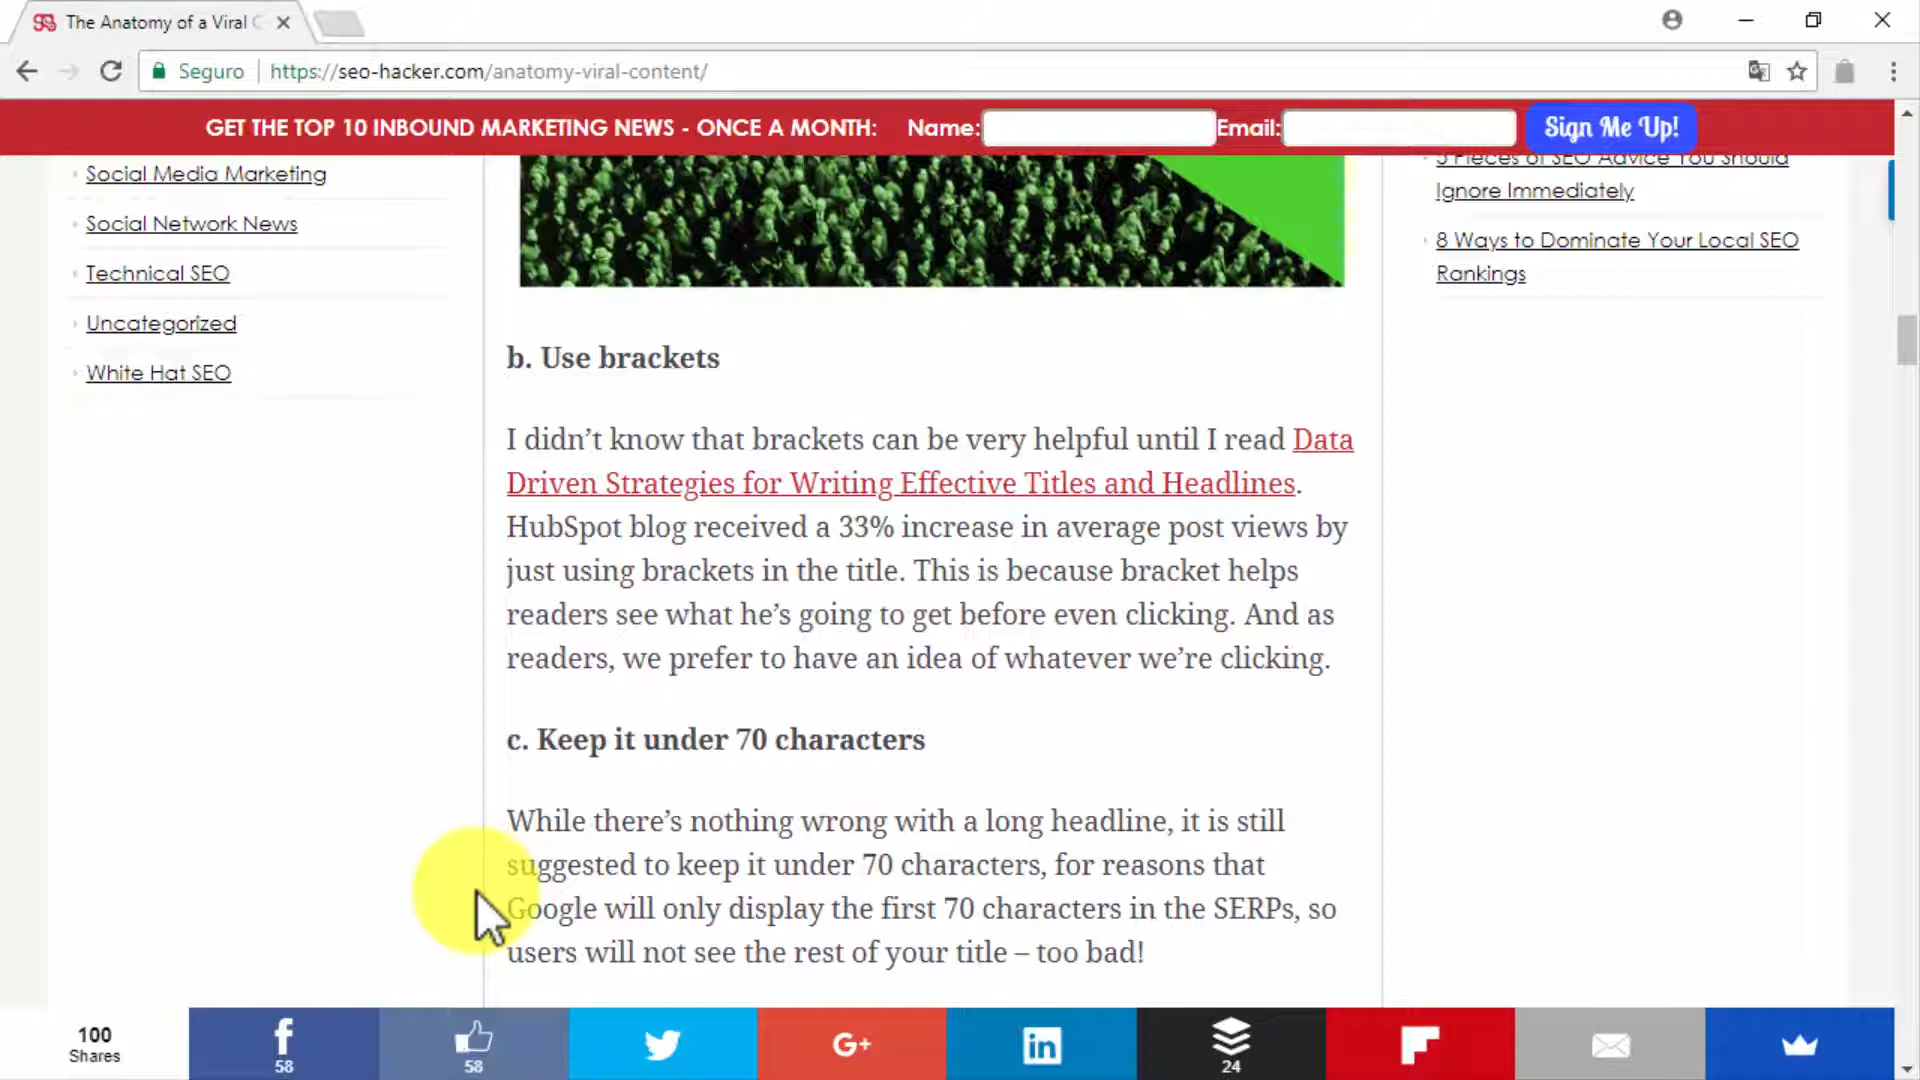 The Anatomy of a Viral C
Seguro
https://seo-hacker.com/anatomy-viral-content/
GET THE TOP 10 INBOUND MARKETING NEWS - ONCE A MONTH: Name: Email: Sign Me Up!
Social Media Marketing
Social Network News
Technical SEO
Uncategorized
White Hat SEO
b. Use brackets
I didn’t know that brackets can be very helpful until I read Data
Driven Strategies for Writing Effective Titles and Headlines.
HubSpot blog received a 33% increase in average post views by
just using brackets in the title. This is because bracket helps
readers see what he’s going to get before even clicking. And as
readers, we prefer to have an idea of whatever we’re clicking.
c. Keep it under 70 characters
While there’s nothing wrong with a long headline, it is still
suggested to keep it under 70 characters, for reasons that
Google will only display the first 70 characters in the SERPs, so
users will not see the rest of your title – too bad!
5 Pieces of SEO Advice You Should
Ignore Immediately
8 Ways to Dominate Your Local SEO
Rankings
100
Shares
58
58
G+
in
24